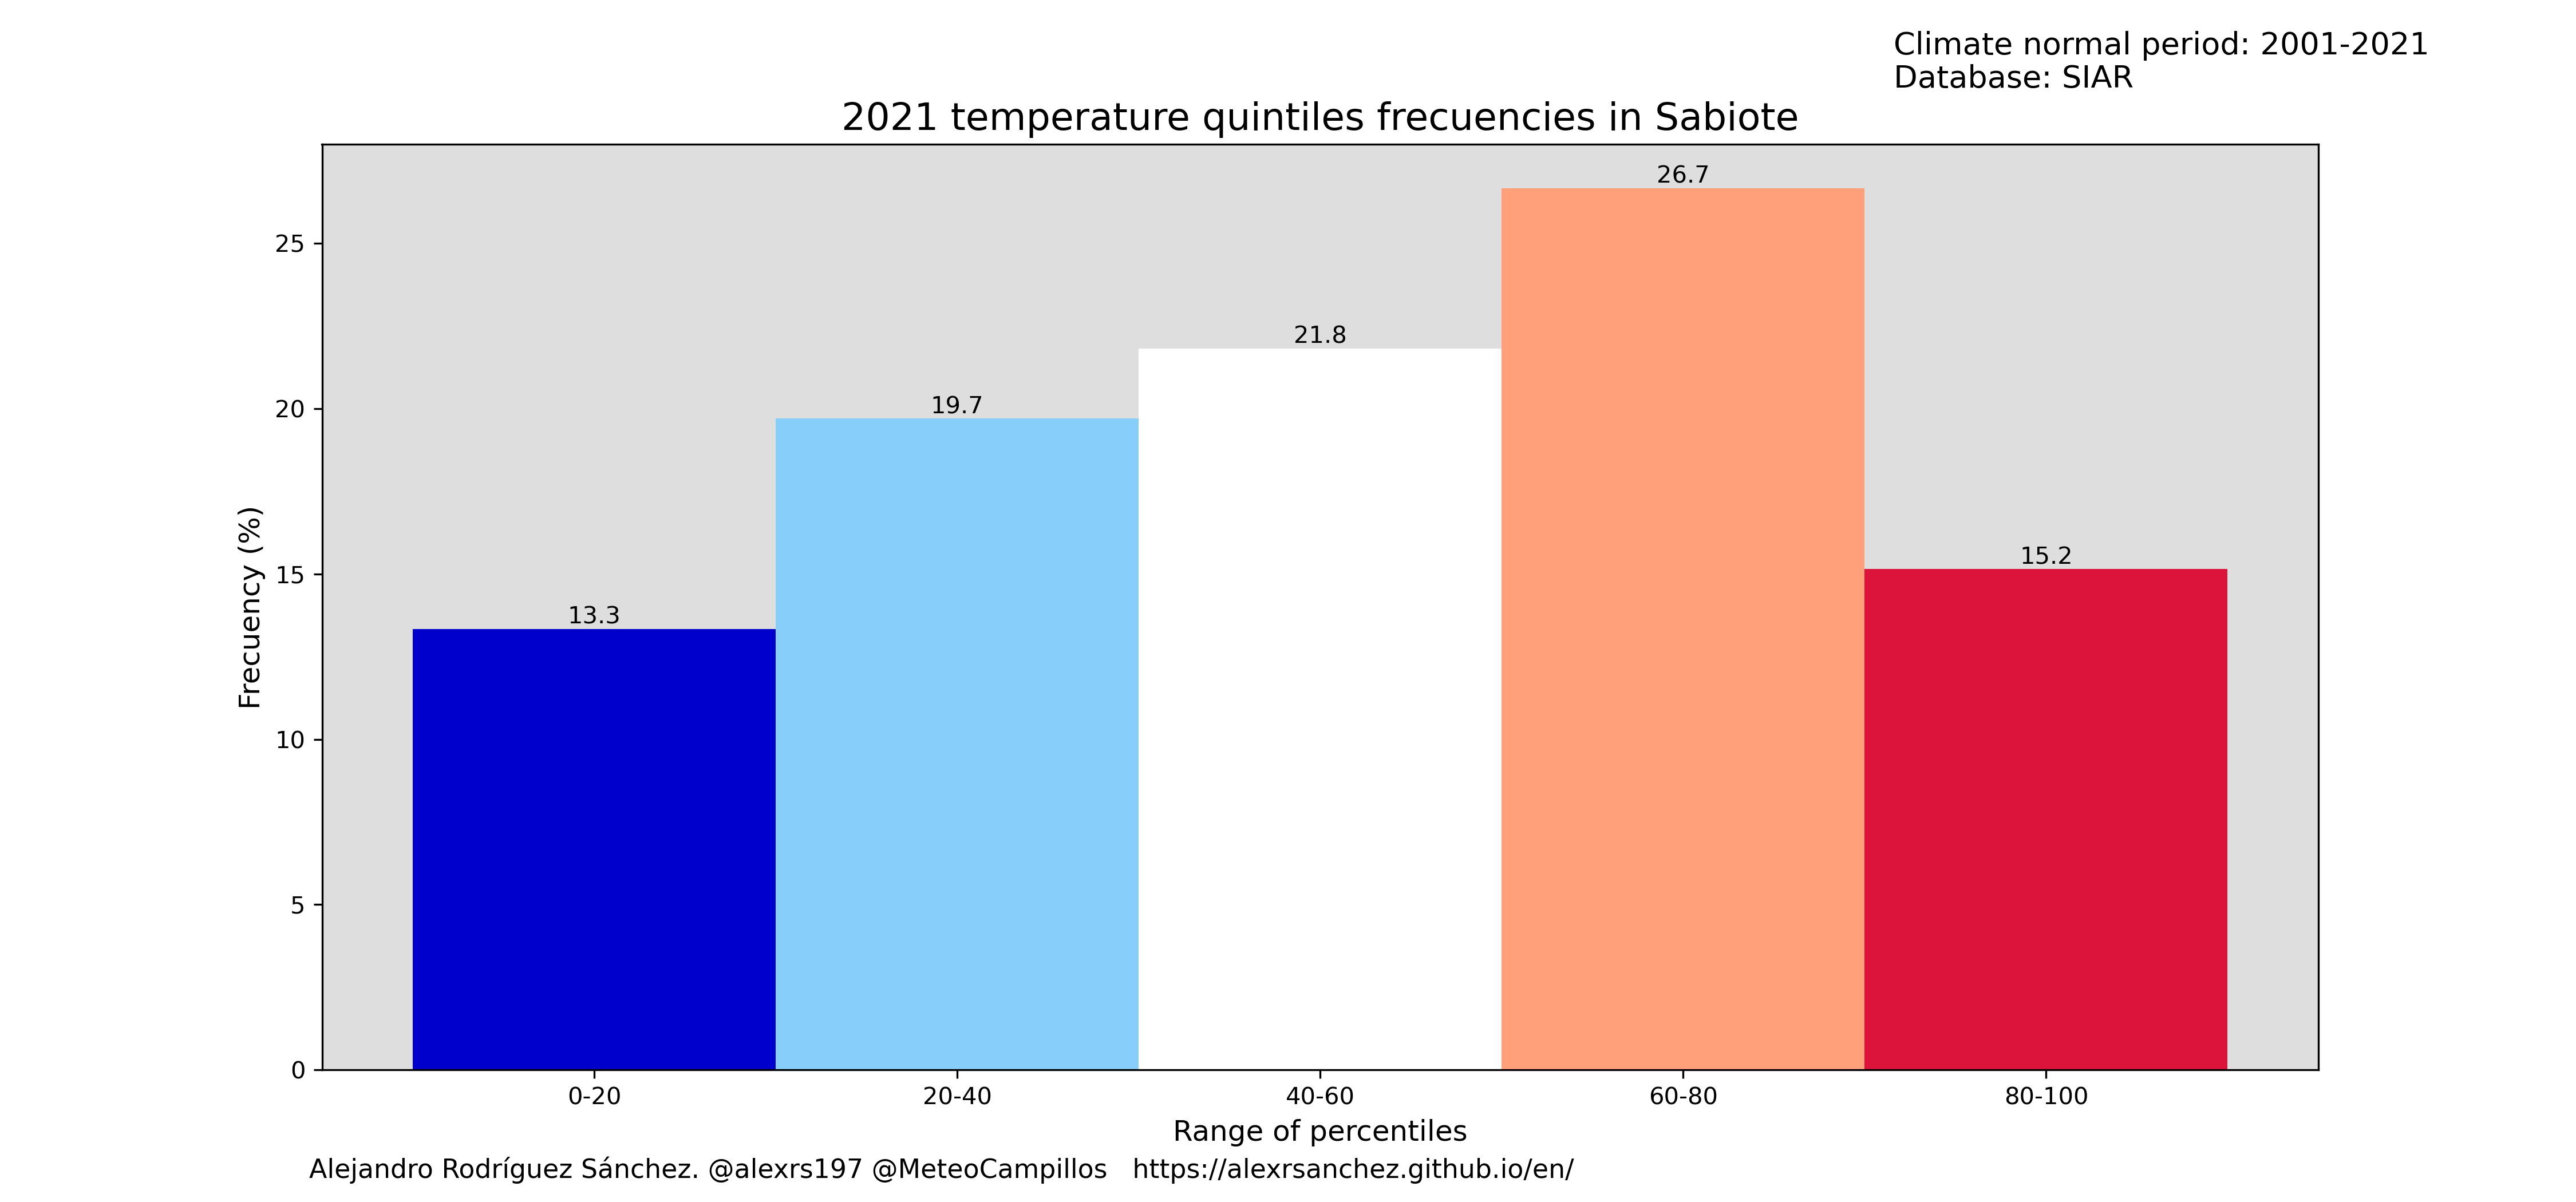 Climate normal period: 2001-2021
Database: SIAR
2021 temperature quintiles frecuencies in Sabiote
26.7
25
21.8
20
19.7
15.2
15
13.3
10
5
0
Frecuency (%)
0-20 20-40 40-60 60-80 80-100
Range of percentiles
Alejandro Rodríguez Sánchez. @alexrs197 @MeteoCampillos https://alexrsanchez.github.io/en/